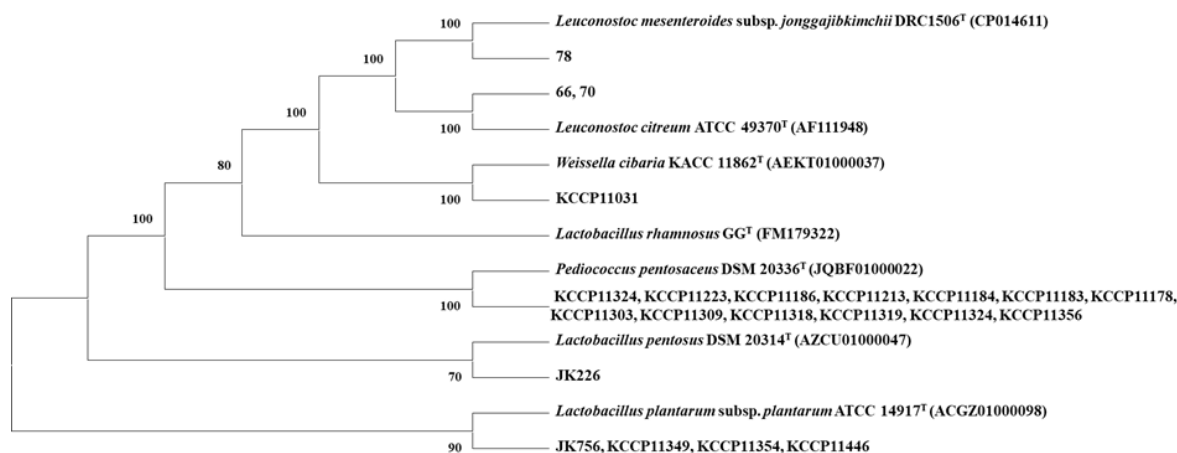 Leuconostoc mesenteroides subsp. jonggajibkimchii DRC1506ᵀ (CP014611)
100
78
100
66, 70
100
Leuconostoc citreum ATCC 49370ᵀ (AF111948)
100
Weissella cibaria KACC 11862ᵀ (AEKT01000037)
80
KCCP11031
100
100
Lactobacillus rhamnosus GGᵀ (FM179322)
Pediococcus pentosaceus DSM 20336ᵀ (JQBF01000022)
KCCP11324, KCCP11223, KCCP11186, KCCP11213, KCCP11184, KCCP11183, KCCP11178,
100
KCCP11303, KCCP11309, KCCP11318, KCCP11319, KCCP11324, KCCP11356
Lactobacillus pentosus DSM 20314ᵀ (AZCU01000047)
70
JK226
Lactobacillus plantarum subsp. plantarum ATCC 14917ᵀ (ACGZ01000098)
90
JK756, KCCP11349, KCCP11354, KCCP11446